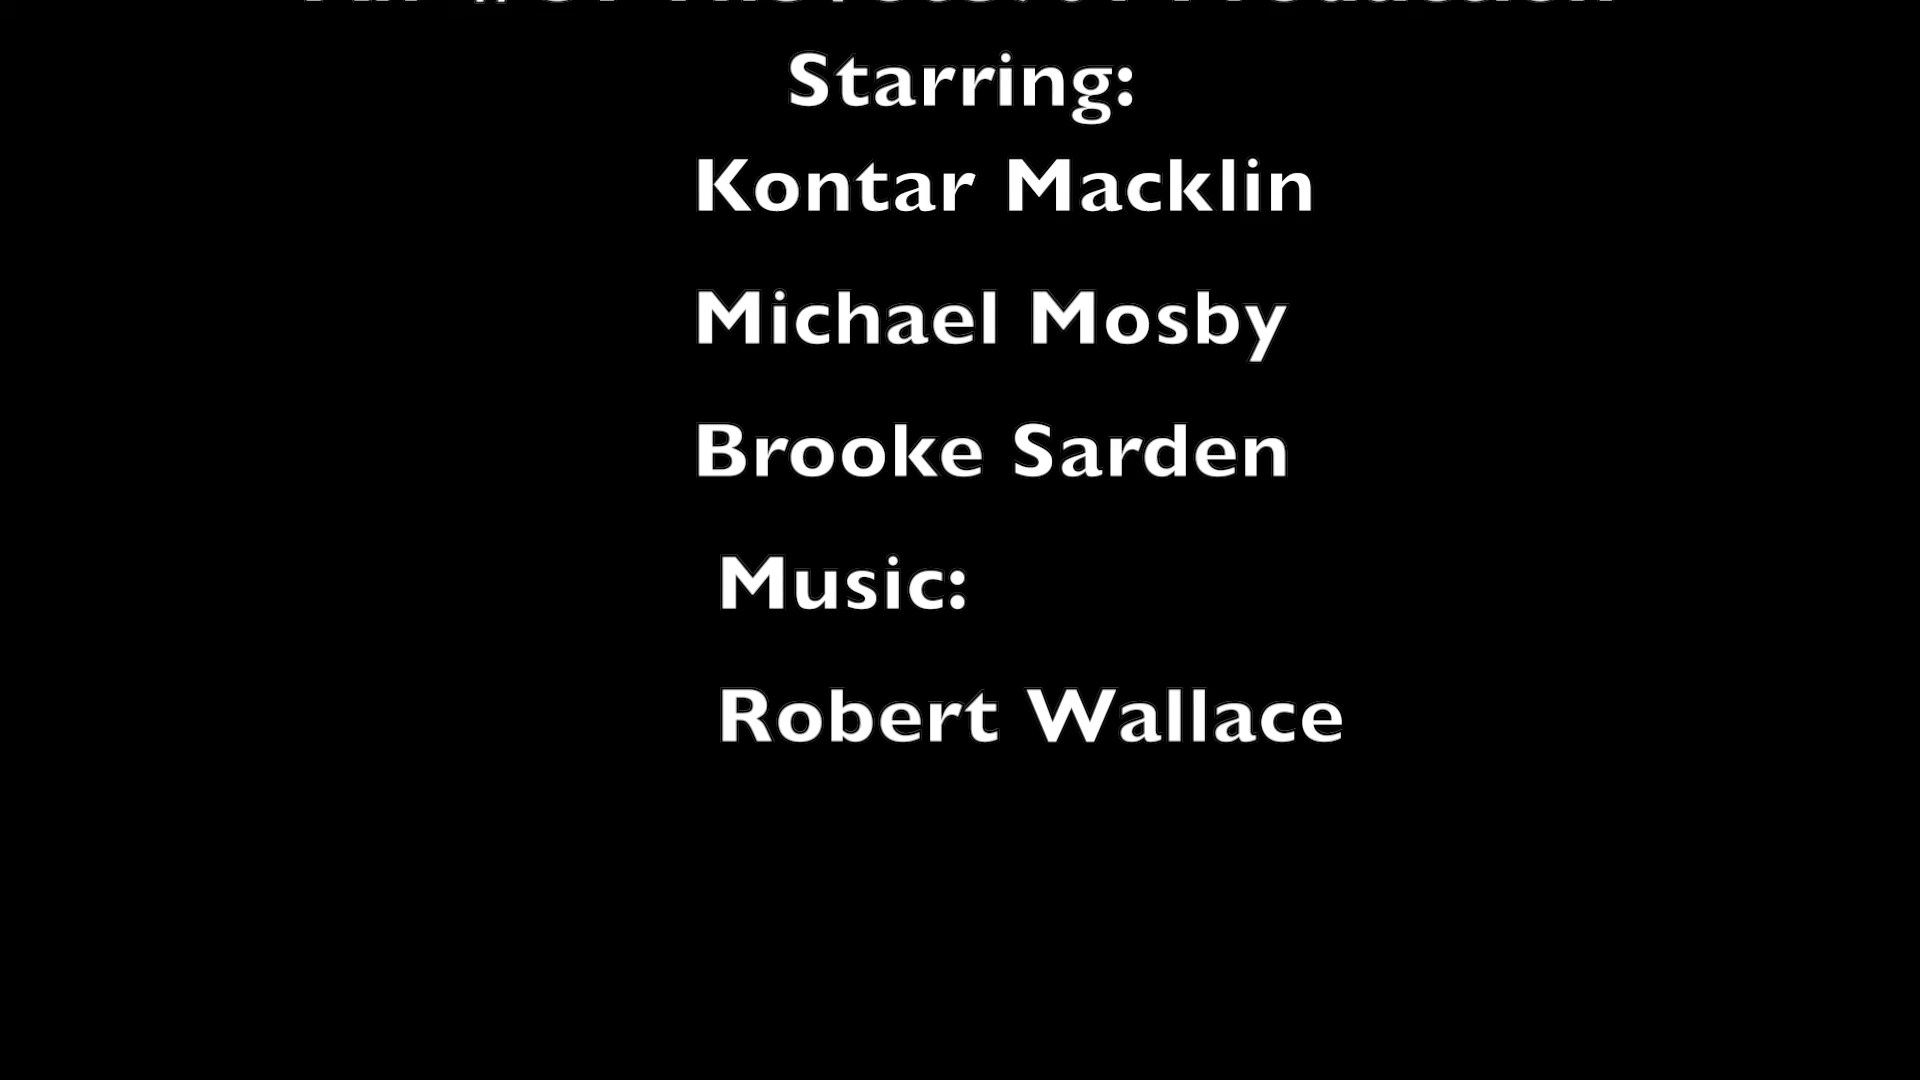 Starring:
Kontar Macklin
Michael Mosby
Brooke Sarden
Music:
Robert Wallace